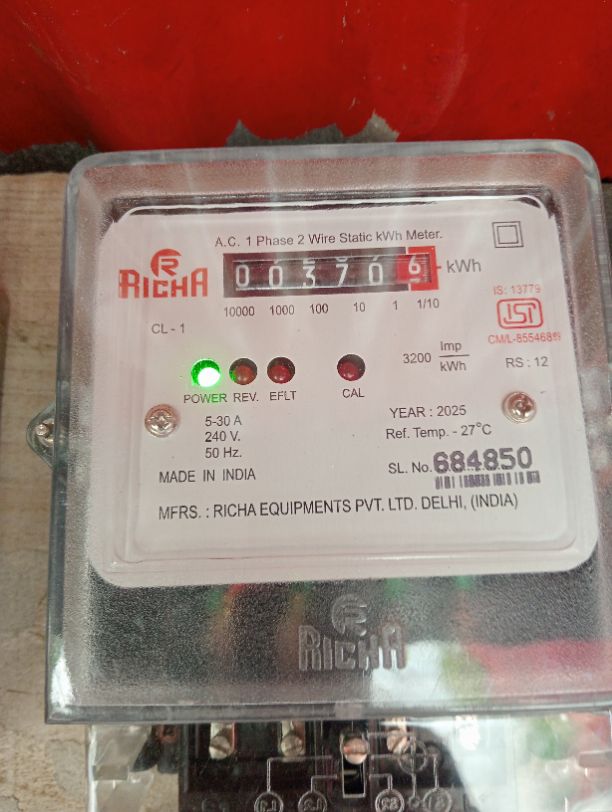 A.C. 1 Phase 2 Wire Static kWh Meter.
RICHA
003706 kWh
10000 1000 100 10 1 1/10
IS: 13779
ISI
CL - 1
3200 Imp/kWh
RS : 12
POWER REV. EFLT CAL
5-30 A
240 V.
50 Hz.
YEAR : 2025
Ref. Temp. - 27°C
MADE IN INDIA
SL. No. 684850
MFRS. : RICHA EQUIPMENTS PVT. LTD. DELHI, (INDIA)
RICHA